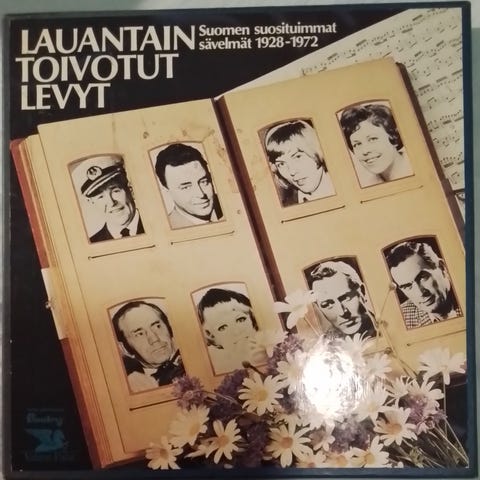 LAUANTAIN
TOIVOTUT
LEVYT
Suomen suosituimmat
sävelmät 1928-1972